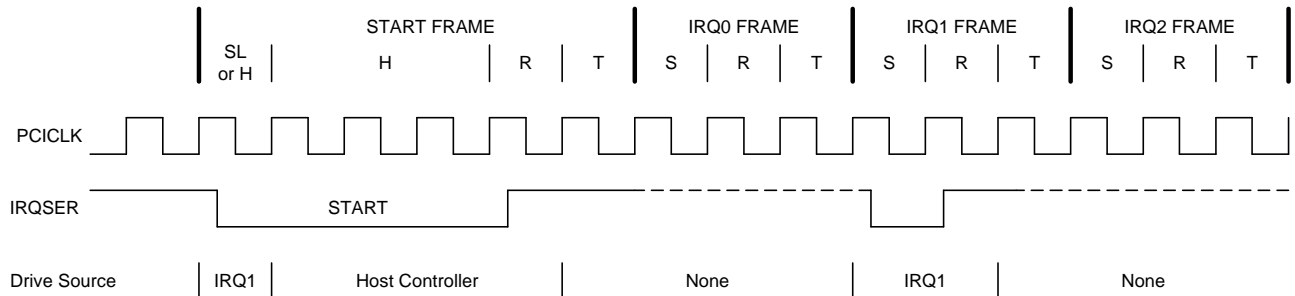 START FRAME IRQ0 FRAME IRQ1 FRAME IRQ2 FRAME
SL
or H
H R T S R T S R T S R T
PCICLK
IRQSER START
Drive Source IRQ1 Host Controller None IRQ1 None